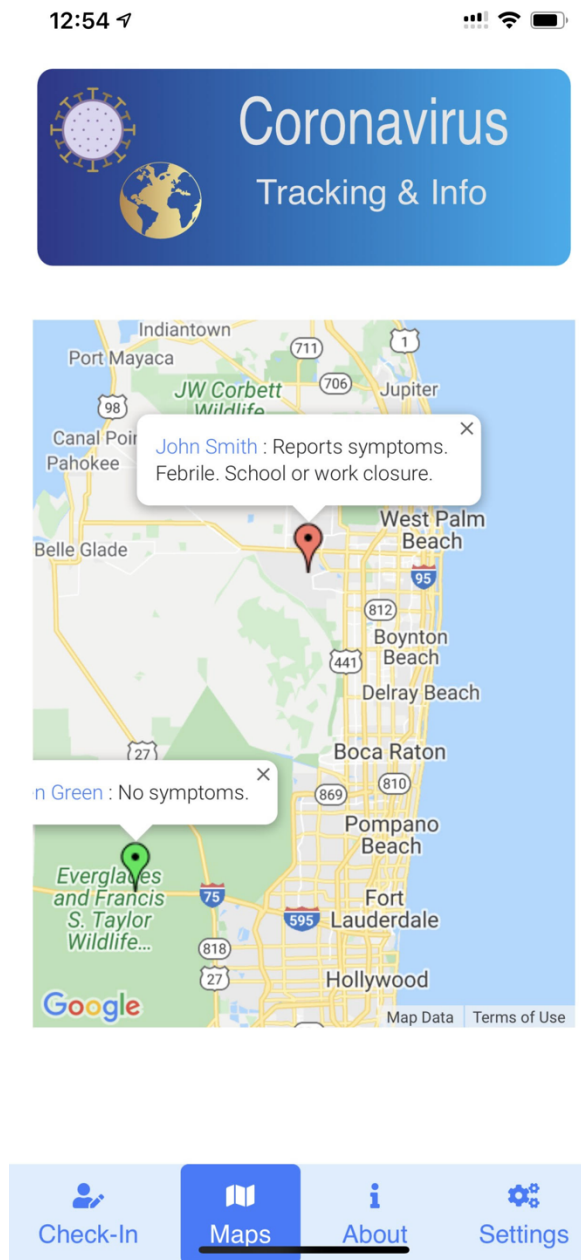 12:54
Coronavirus
Tracking & Info
Indiantown
Port Mayaca
711
1
98
JW Corbett
Wildlife
706
Jupiter
Canal Poi
Pahokee
John Smith : Reports symptoms.
Febrile. School or work closure.
Belle Glade
West Palm
Beach
95
812
Boynton
Beach
441
Delray Beach
27
Boca Raton
n Green : No symptoms.
869
810
Pompano
Beach
Everglades
and Francis
S. Taylor
Wildlife...
75
595
Fort
Lauderdale
818
27
Hollywood
Google
Map Data
Terms of Use
Check-In
Maps
About
Settings